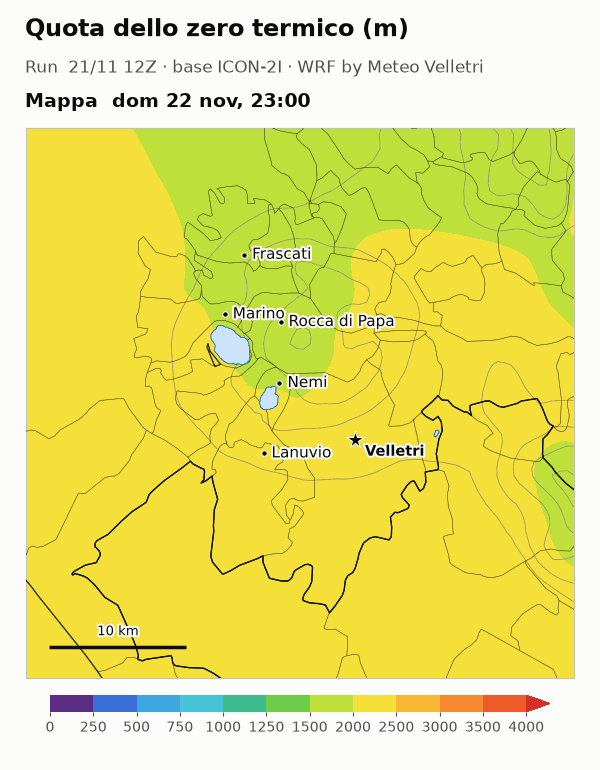 Quota dello zero termico (m)
Run  21/11 12Z · base ICON-2I · WRF by Meteo Velletri
Mappa  dom 22 nov, 23:00
Frascati
Marino
Rocca di Papa
Nemi
Velletri
Lanuvio
10 km
0 250 500 750 1000 1250 1500 2000 2500 3000 3500 4000